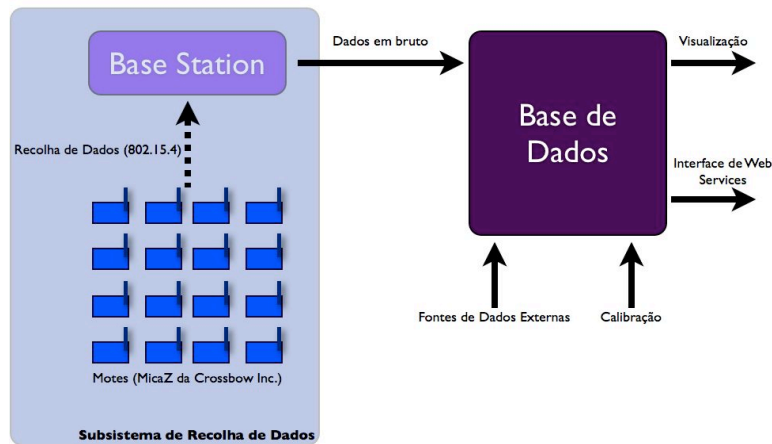 Base Station
Dados em bruto
Visualização
Base de
Dados
Recolha de Dados (802.15.4)
Interface de Web
Services
Fontes de Dados Externas
Calibração
Motes (MicaZ da Crossbow Inc.)
Subsistema de Recolha de Dados